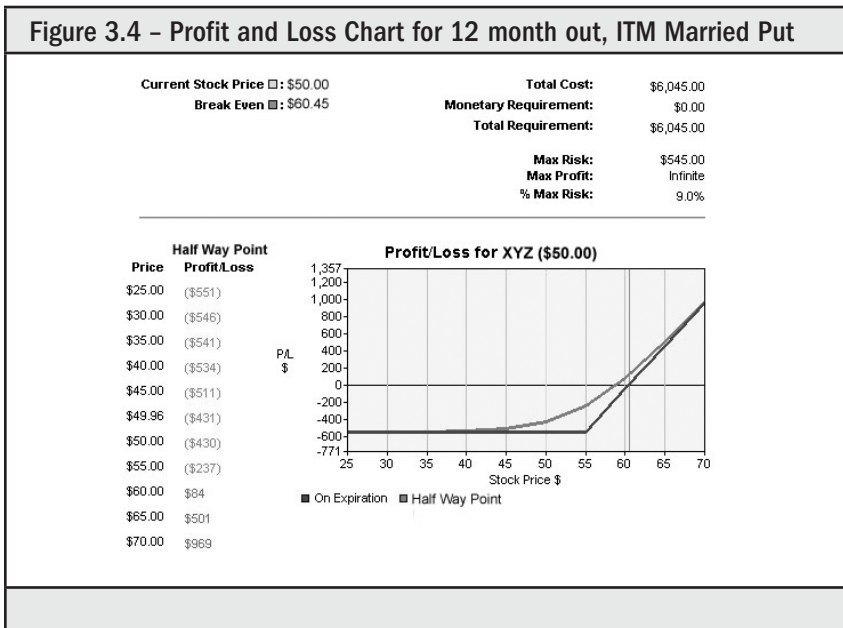 Figure 3.4 – Profit and Loss Chart for 12 month out, ITM Married Put
Current Stock Price : $50.00
Break Even : $60.45
Total Cost: $6,045.00
Monetary Requirement: $0.00
Total Requirement: $6,045.00
Max Risk: $545.00
Max Profit: Infinite
% Max Risk: 9.0%
Half Way Point
Price Profit/Loss
$25.00 ($551)
$30.00 ($546)
$35.00 ($541)
$40.00 ($534)
$45.00 ($511)
$49.96 ($431)
$50.00 ($430)
$55.00 ($237)
$60.00 $84
$65.00 $501
$70.00 $969
Profit/Loss for XYZ ($50.00)
P/L
$
1,357
1,200
1,000
800
600
400
200
0
-200
-400
-600
-771
25 30 35 40 45 50 55 60 65 70
Stock Price $
On Expiration Half Way Point